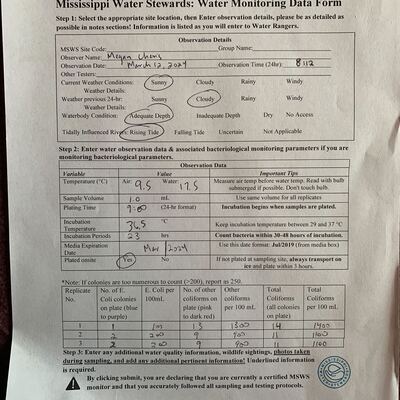 Mississippi Water Stewards: Water Monitoring Data Form
Step 1: Select the appropriate site location, then Enter observation details, please be as detailed as
possible in notes sections! Information is listed as you will enter to Water Rangers.
Observation Details
MSWS Site Code: Group Name:
Observer Name: Megan
Observation Date: March 12, 2024 Observation Time (24hr): 8:12
Other Testers:
Current Weather Conditions: Sunny Cloudy Rainy Windy
Weather Details:
Weather previous 24-hr: Sunny Cloudy Rainy Windy
Weather Details:
Waterbody Condition: Adequate Depth Inadequate Depth Dry No Access
Tidally Influenced Rivers: Rising Tide Falling Tide Uncertain Not Applicable
Step 2: Enter water observation data & associated bacteriological monitoring parameters if you are
monitoring bacteriological parameters.
Observation Data
Variable Value Important Tips
Temperature (°C) Air: 9.5 Water: 17.5 Measure air temp before water temp. Read with bulb
submerged if possible. Don't touch bulb.
Sample Volume 1.0 mL Use same volume for all replicates
Plating Time 9:00 (24-hr format) Incubation begins when samples are plated.
Incubation
Temperature 36.5 °C Keep incubation temperature between 29 and 37 °C
Incubation Periods 23 hrs Count bacteria within 30-48 hours of incubation.
Media Expiration
Date May 2024 Use this date format: Jul/2019 (from media box)
Plated onsite Yes No If not plated at sampling site, always transport on
ice and plate within 3 hours.
*Note: If colonies are too numerous to count (>200), report as 250.
Replicate
No. No. of E.
Coli colonies
on plate (blue
to purple) E. Coli per
100mL No. of other
coliforms on
plate (pink
to dark red) Other
coliforms
per 100 mL Total
Coliforms
(all colonies
on plate) Total
Coliforms
per 100 mL
1 1 100 13 1300 14 1400
2 2 200 9 900 11 1100
3 2 200 9 900 11 1100
Step 3: Enter any additional water quality information, wildlife sightings, photos taken
during sampling, and add any additional pertinent information! Underlined information
is required.
By clicking submit, you are declaring that you are currently a certified MSWS
monitor and that you accurately followed all sampling and testing protocols.